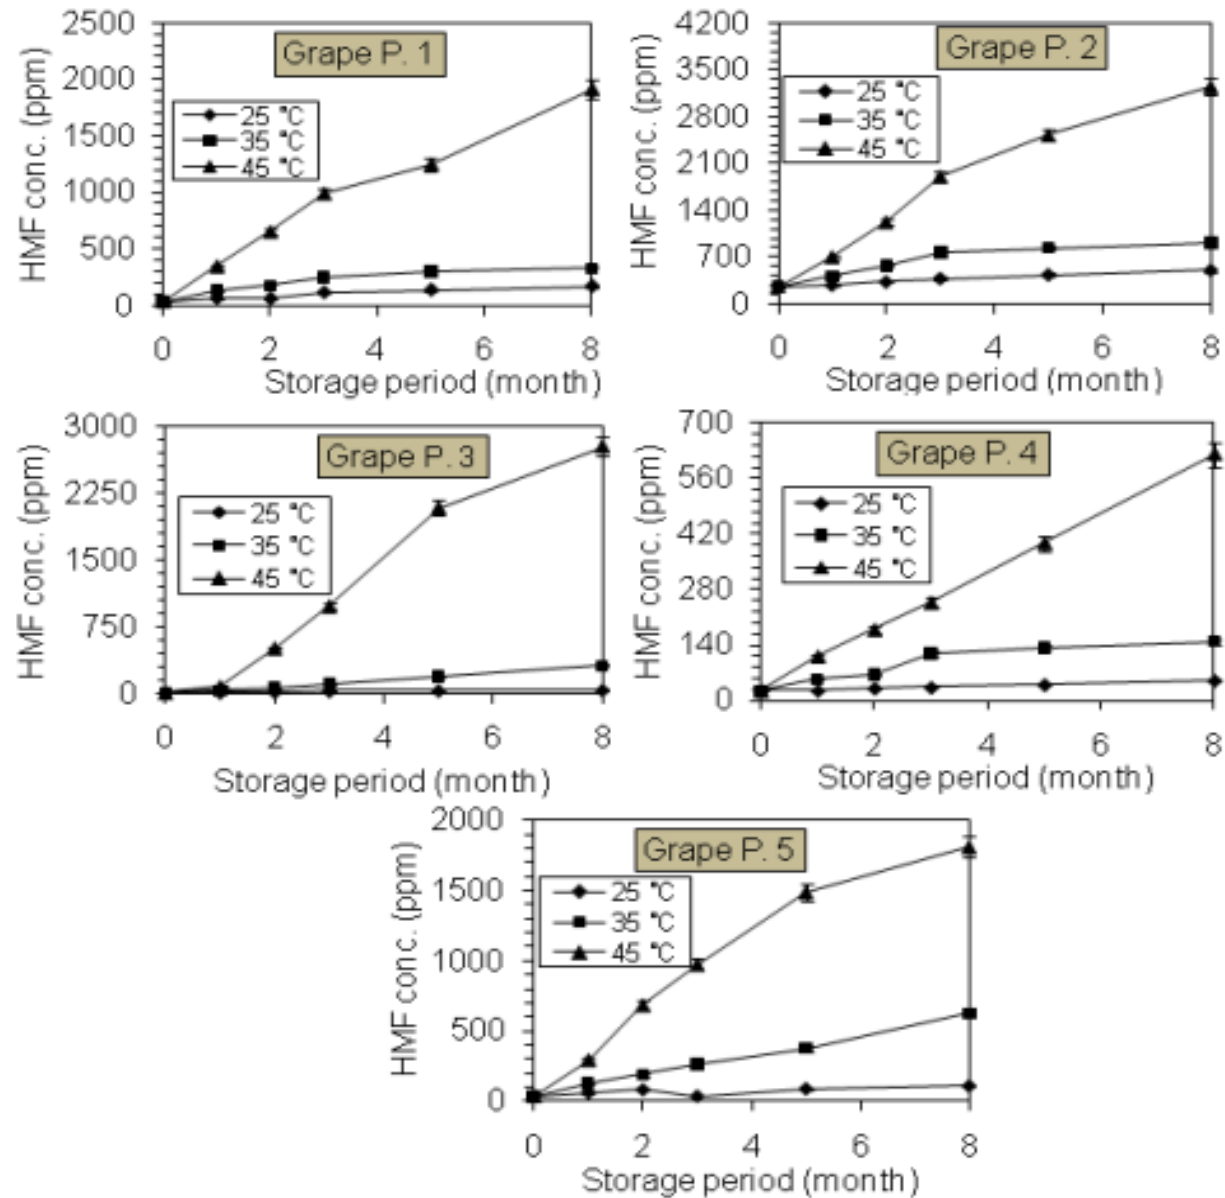 Grape P. 1
HMF conc. (ppm)
2500
2000
1500
1000
500
0
25 °C
35 °C
45 °C
0 2 4 6 8
Storage period (month)
Grape P. 2
HMF conc. (ppm)
4200
3500
2800
2100
1400
700
0
25 °C
35 °C
45 °C
0 2 4 6 8
Storage period (month)
Grape P. 3
HMF conc. (ppm)
3000
2250
1500
750
0
25 °C
35 °C
45 °C
0 2 4 6 8
Storage period (month)
Grape P. 4
HMF conc. (ppm)
700
560
420
280
140
0
25 °C
35 °C
45 °C
0 2 4 6 8
Storage period (month)
Grape P. 5
HMF conc. (ppm)
2000
1500
1000
500
0
25 °C
35 °C
45 °C
0 2 4 6 8
Storage period (month)